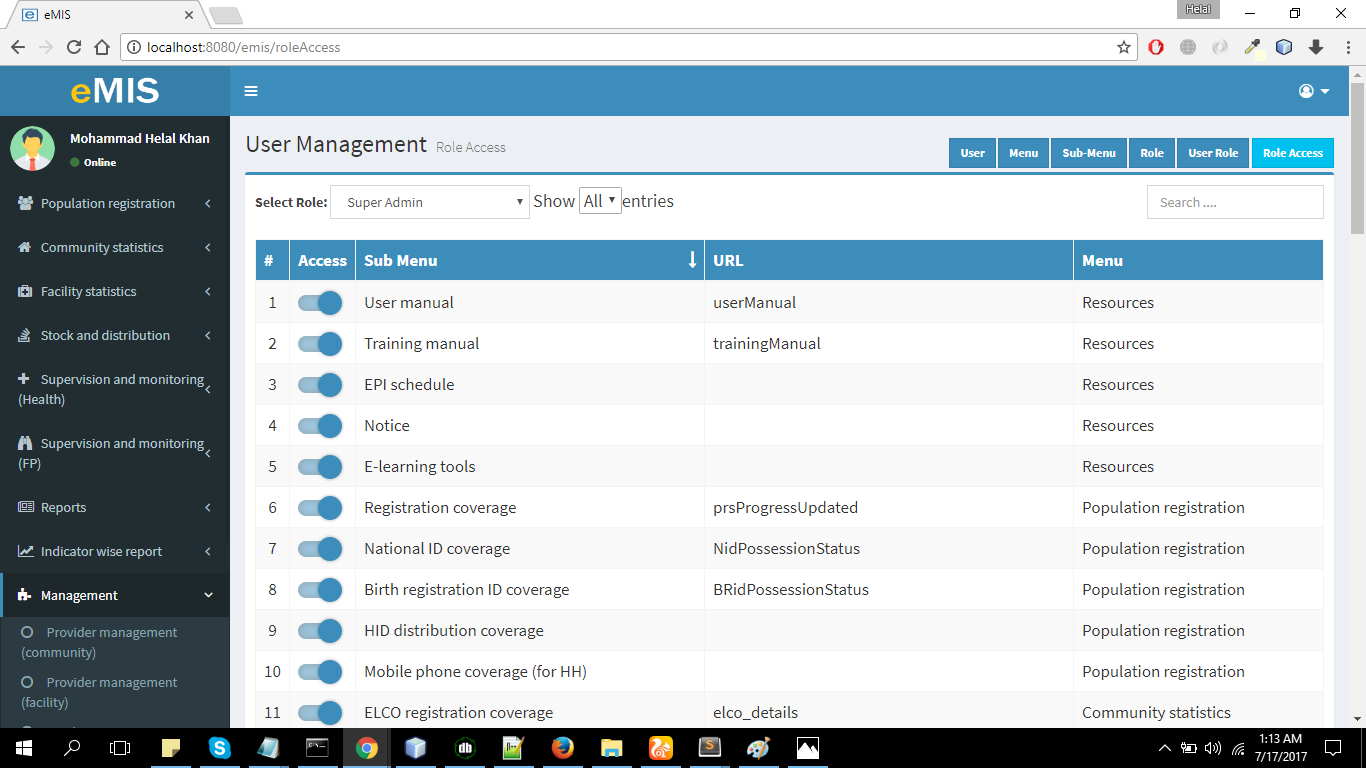 eMIS
Helal
localhost:8080/emis/roleAccess
eMIS
Mohammad Helal Khan
Online
Population registration
Community statistics
Facility statistics
Stock and distribution
Supervision and monitoring
(Health)
Supervision and monitoring
(FP)
Reports
Indicator wise report
Management
Provider management
(community)
Provider management
(facility)
User Management Role Access
User Menu Sub-Menu Role User Role Role Access
Select Role: Super Admin Show All entries Search ....
# Access Sub Menu URL Menu
1 User manual userManual Resources
2 Training manual trainingManual Resources
3 EPI schedule Resources
4 Notice Resources
5 E-learning tools Resources
6 Registration coverage prsProgressUpdated Population registration
7 National ID coverage NidPossessionStatus Population registration
8 Birth registration ID coverage BRidPossessionStatus Population registration
9 HID distribution coverage Population registration
10 Mobile phone coverage (for HH) Population registration
11 ELCO registration coverage elco_details Community statistics
1:13 AM
7/17/2017